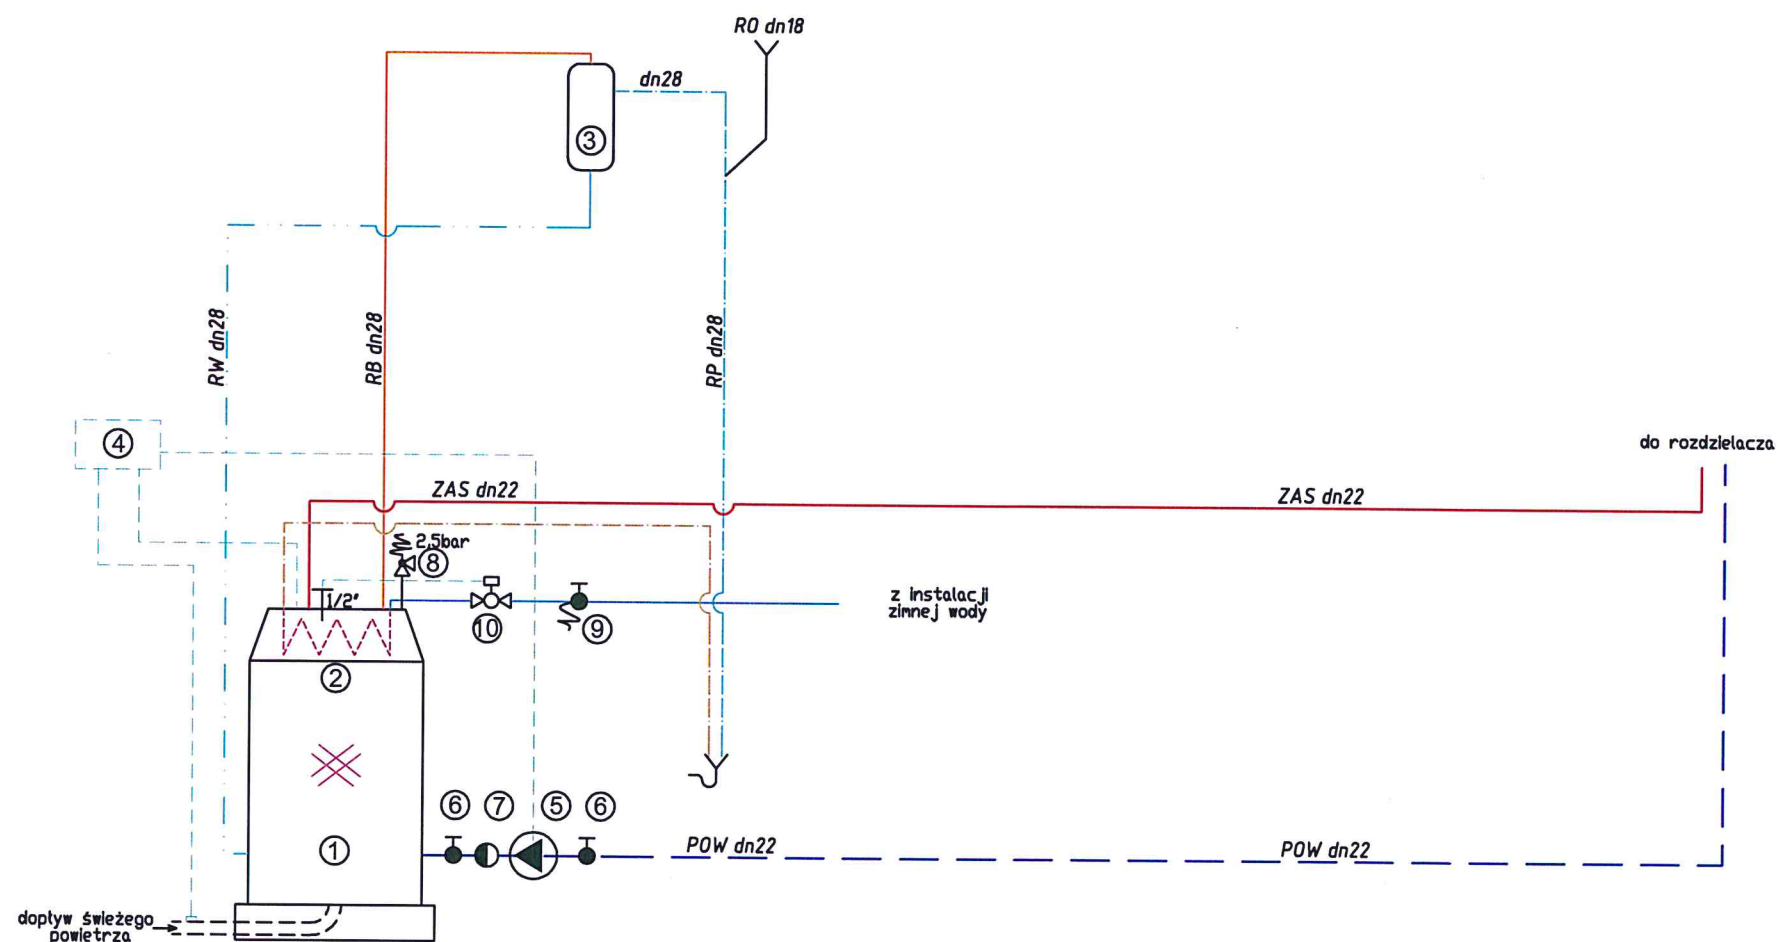 RO dn18
dn28
3
RW dn28
RB dn28
RP dn28
4
do rozdzielacza
ZAS dn22
ZAS dn22
2,5bar
8
1/2"
z instalacji
zimnej wody
10
9
2
6
7
5
6
1
POW dn22
POW dn22
dopływ świeżego
powietrza